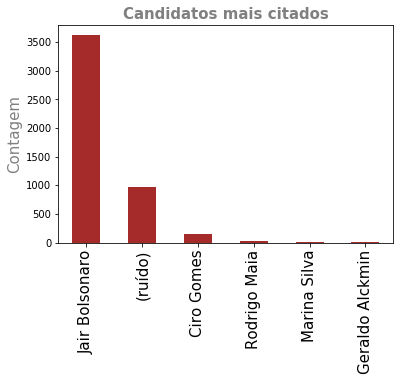 Candidatos mais citados
Contagem
3500
3000
2500
2000
1500
1000
500
0
Jair Bolsonaro
(ruído)
Ciro Gomes
Rodrigo Maia
Marina Silva
Geraldo Alckmin